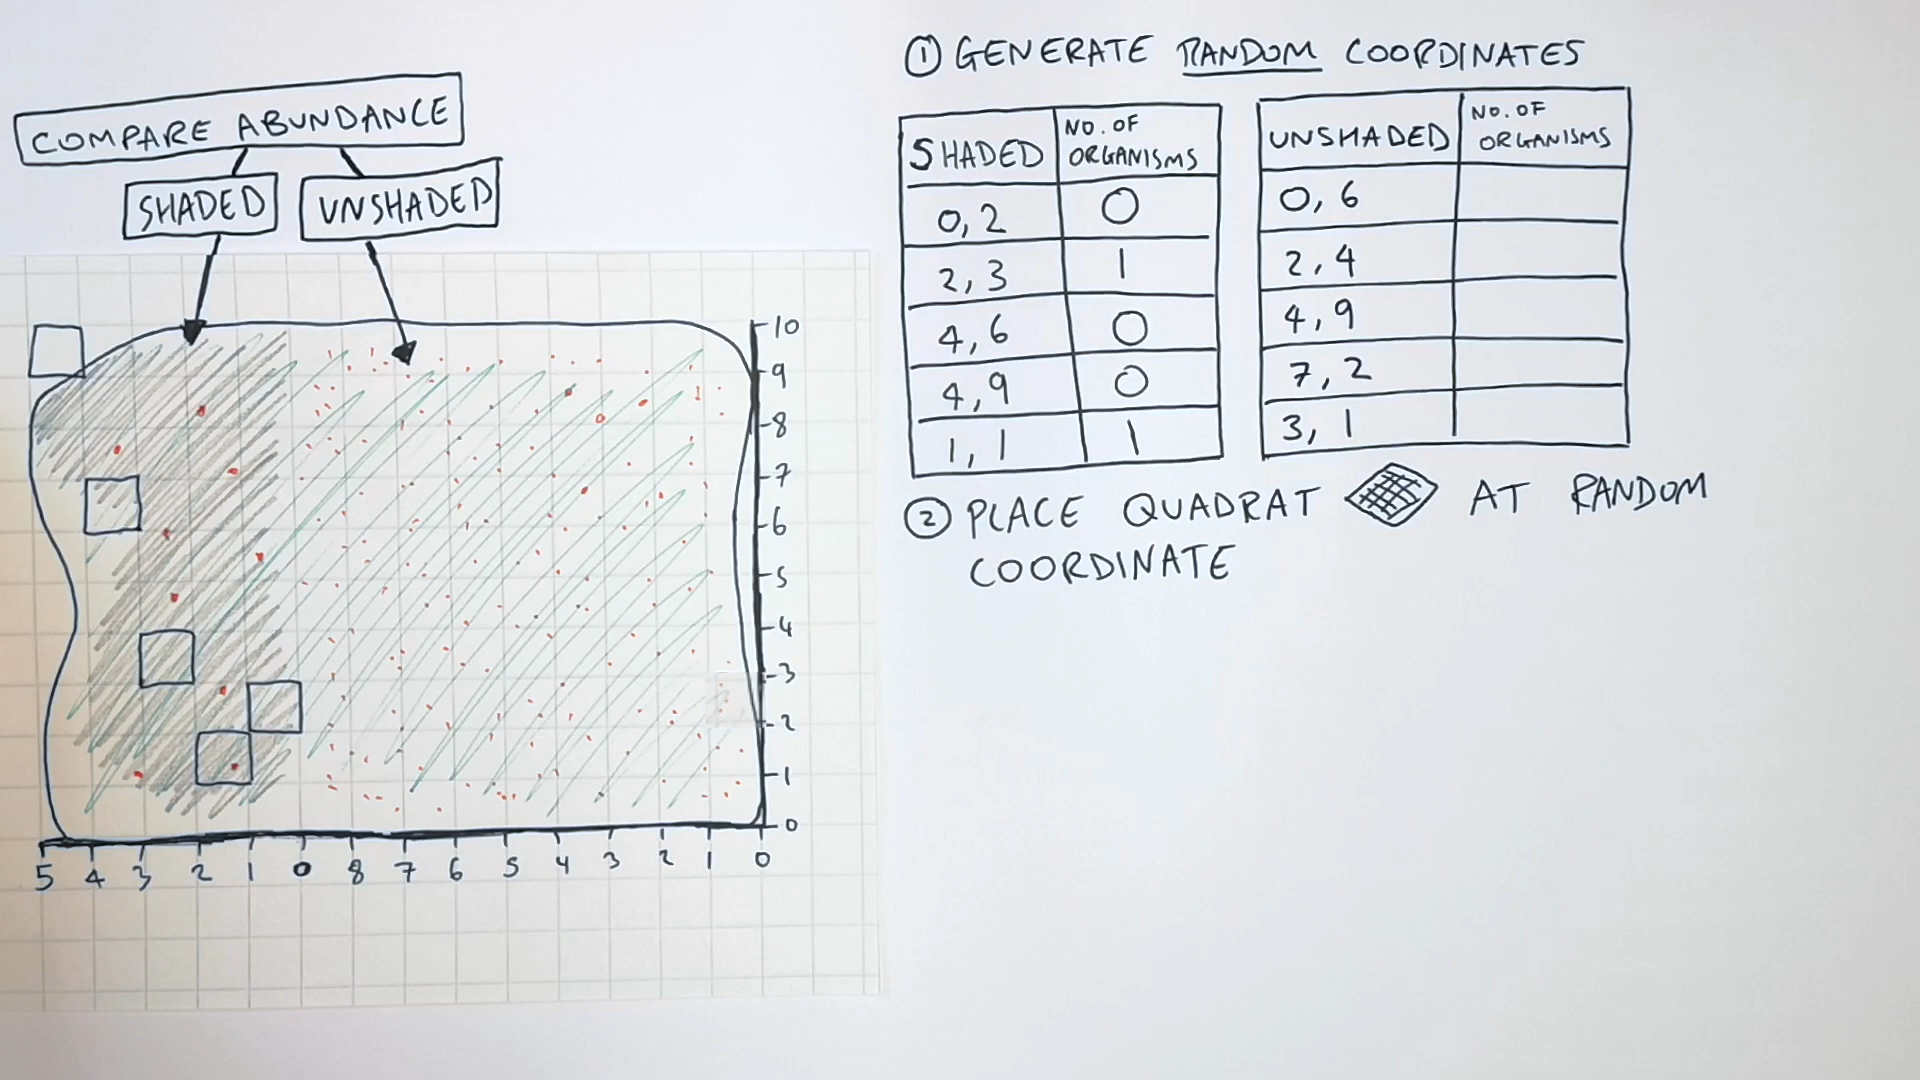 COMPARE ABUNDANCE
SHADED
UNSHADED
10
9
8
7
6
5
4
3
2
1
0
5 4 3 2 1 0 8 7 6 5 4 3 2 1 0
① GENERATE RANDOM COORDINATES
SHADED NO. OF ORGANISMS
0, 2 0
2, 3 1
4, 6 0
4, 9 0
1, 1 1
UNSHADED NO. OF ORGANISMS
0, 6
2, 4
4, 9
7, 2
3, 1
② PLACE QUADRAT AT RANDOM
COORDINATE